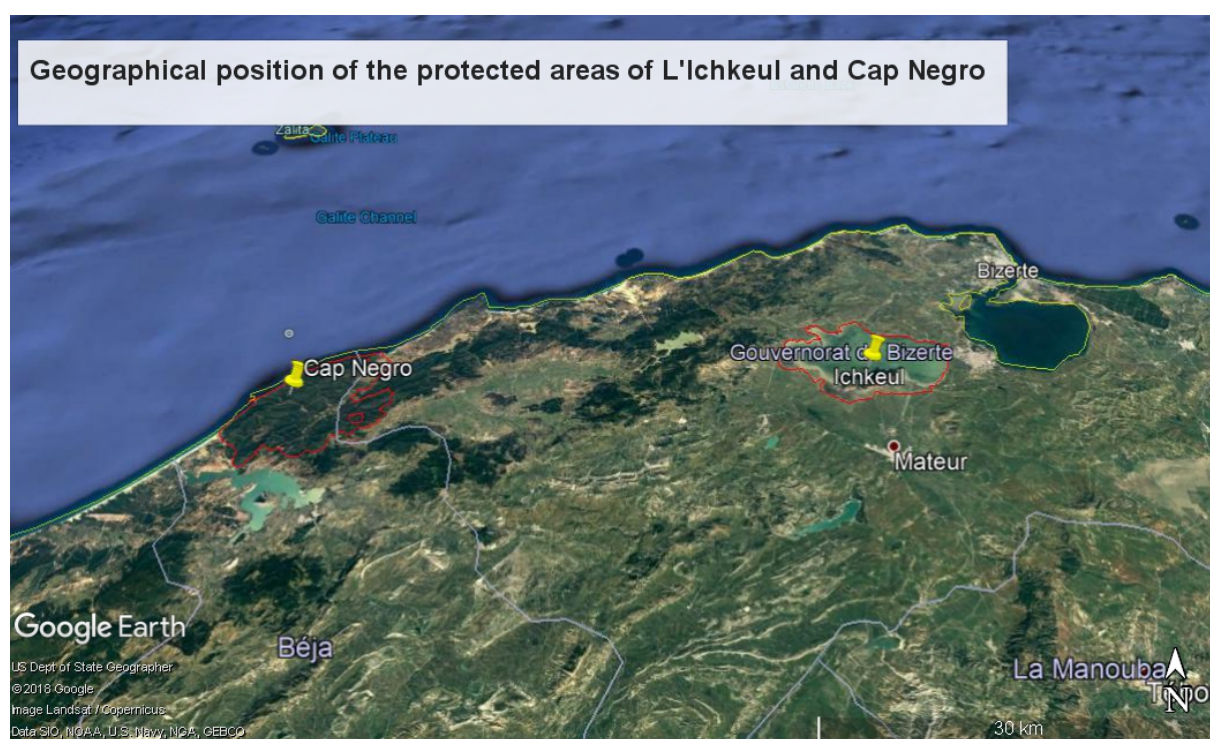 Geographical position of the protected areas of L'Ichkeul and Cap Negro
Zalita
Galite Plateau
Galite Channel
Bizerte
Gouvernorat de Bizerte
Cap Negro
Ichkeul
Mateur
Google Earth
Béja
US Dept of State Geographer
©2018 Google
Image Landsat / Copernicus
Data SIO, NOAA, U.S. Navy, NGA, GEBCO
La Manouba
N
30 km